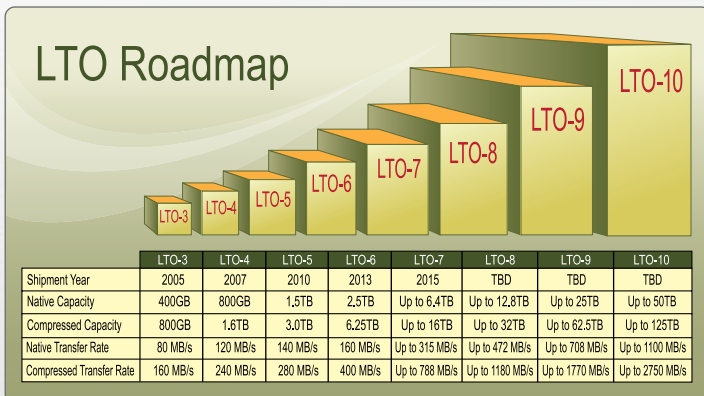 LTO Roadmap
LTO-3
LTO-4
LTO-5
LTO-6
LTO-7
LTO-8
LTO-9
LTO-10
LTO-3 LTO-4 LTO-5 LTO-6 LTO-7 LTO-8 LTO-9 LTO-10
Shipment Year 2005 2007 2010 2013 2015 TBD TBD TBD
Native Capacity 400GB 800GB 1.5TB 2.5TB Up to 6.4TB Up to 12.8TB Up to 25TB Up to 50TB
Compressed Capacity 800GB 1.6TB 3.0TB 6.25TB Up to 16TB Up to 32TB Up to 62.5TB Up to 125TB
Native Transfer Rate 80 MB/s 120 MB/s 140 MB/s 160 MB/s Up to 315 MB/s Up to 472 MB/s Up to 708 MB/s Up to 1100 MB/s
Compressed Transfer Rate 160 MB/s 240 MB/s 280 MB/s 400 MB/s Up to 788 MB/s Up to 1180 MB/s Up to 1770 MB/s Up to 2750 MB/s